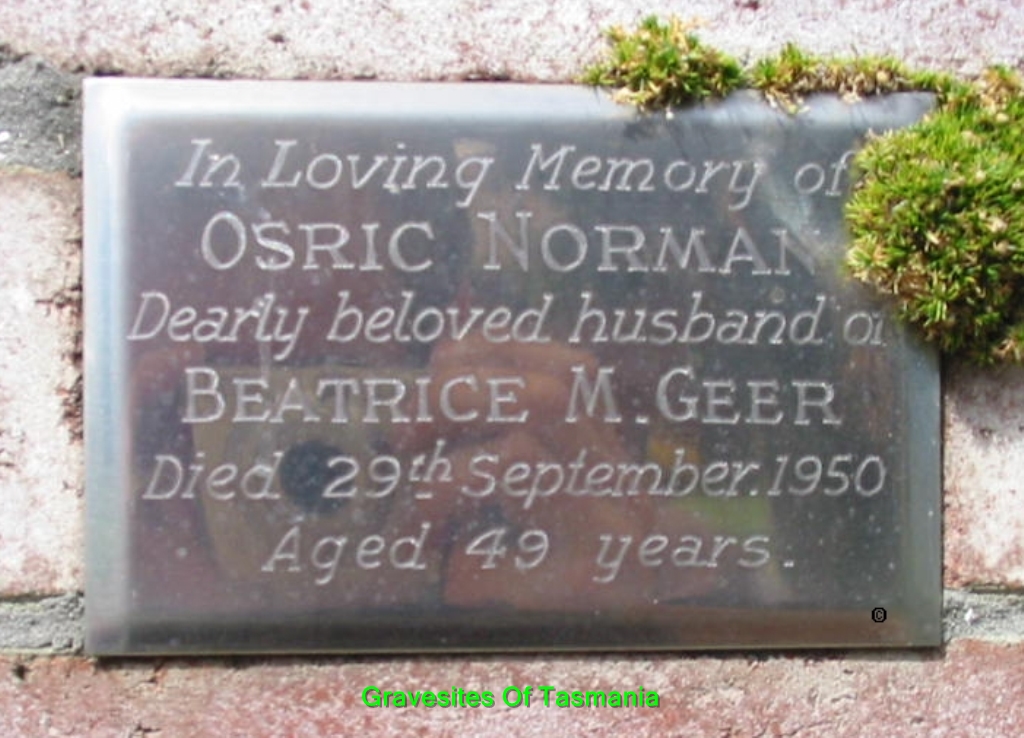 In Loving Memory of
OSRIC NORMAN
Dearly beloved husband of
BEATRICE M. GEER
Died 29th September. 1950
Aged 49 years.
©
Gravesites Of Tasmania